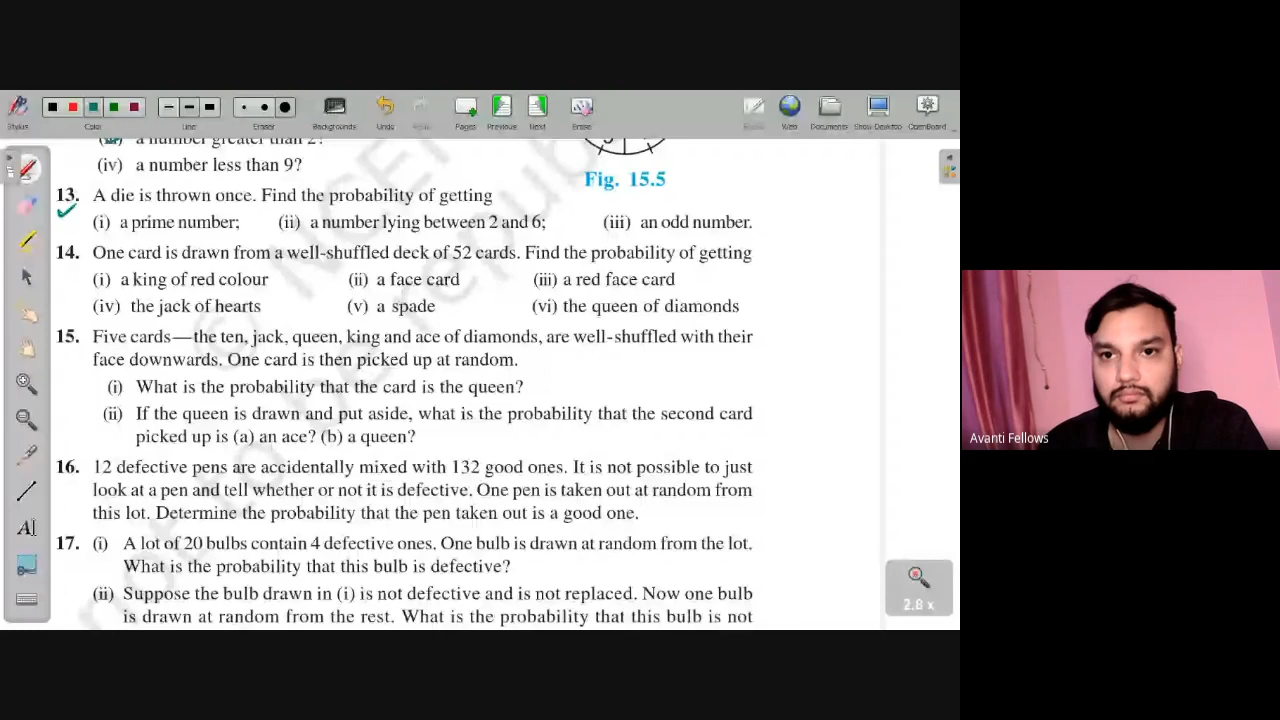 Stylus
Color
Line
Eraser
Backgrounds
Undo
Pages
Previous
Next
Erase
Web
Documents
Show Desktop
OpenBoard
a number greater than 2?
(iv) a number less than 9?
Fig. 15.5
13. A die is thrown once. Find the probability of getting
(i) a prime number; (ii) a number lying between 2 and 6; (iii) an odd number.
14. One card is drawn from a well-shuffled deck of 52 cards. Find the probability of getting
(i) a king of red colour (ii) a face card (iii) a red face card
(iv) the jack of hearts (v) a spade (vi) the queen of diamonds
15. Five cards—the ten, jack, queen, king and ace of diamonds, are well-shuffled with their
face downwards. One card is then picked up at random.
(i) What is the probability that the card is the queen?
(ii) If the queen is drawn and put aside, what is the probability that the second card
picked up is (a) an ace? (b) a queen?
16. 12 defective pens are accidentally mixed with 132 good ones. It is not possible to just
look at a pen and tell whether or not it is defective. One pen is taken out at random from
this lot. Determine the probability that the pen taken out is a good one.
17. (i) A lot of 20 bulbs contain 4 defective ones. One bulb is drawn at random from the lot.
What is the probability that this bulb is defective?
(ii) Suppose the bulb drawn in (i) is not defective and is not replaced. Now one bulb
is drawn at random from the rest. What is the probability that this bulb is not
2.8 x
Avanti Fellows